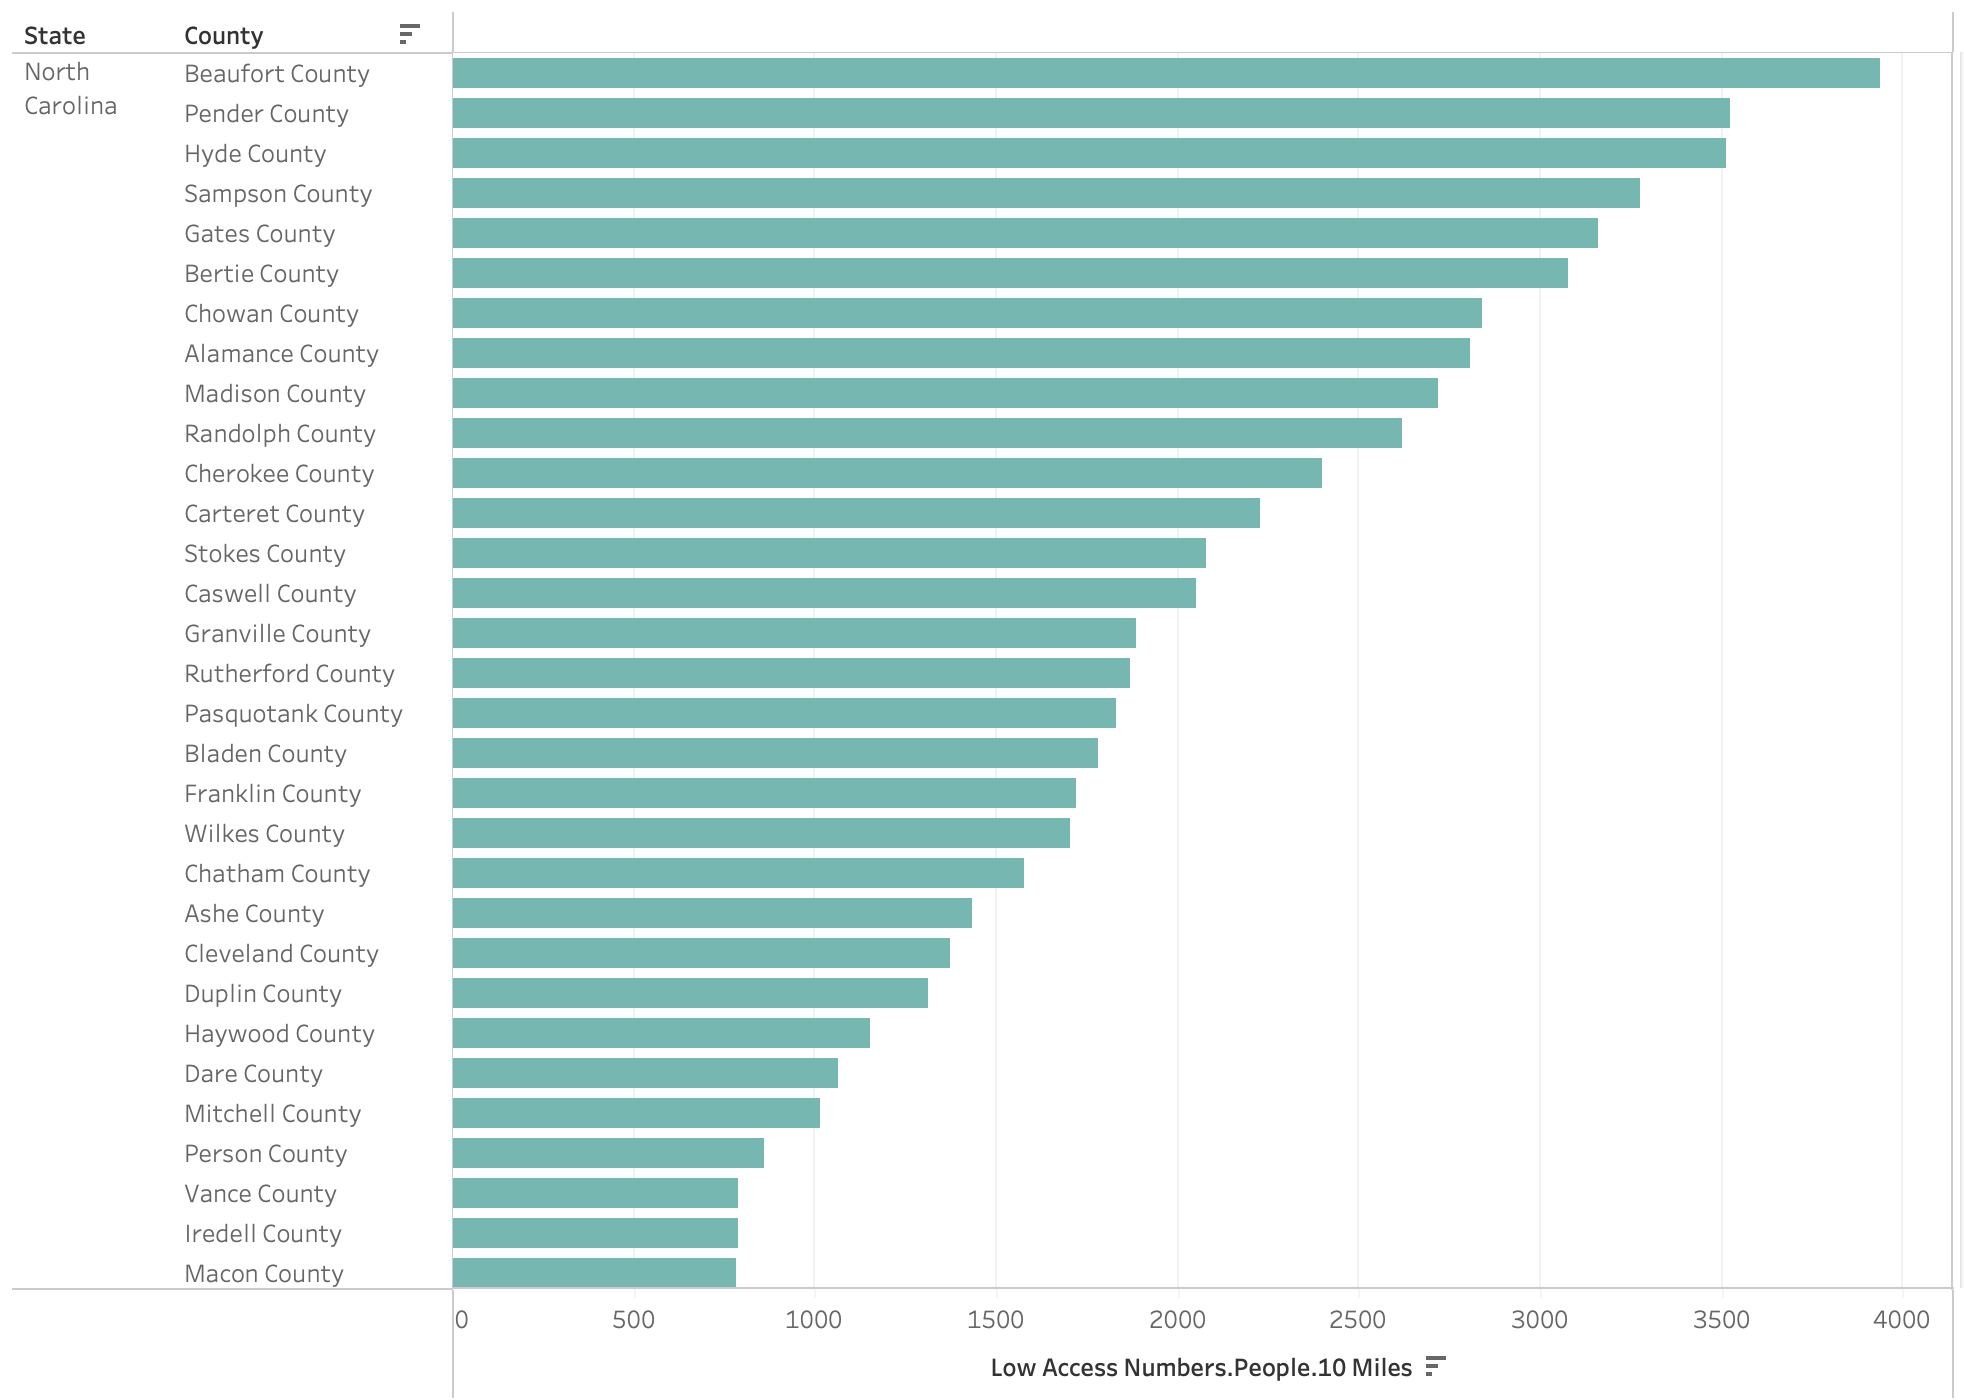 State County
North Beaufort County
Carolina Pender County
Hyde County
Sampson County
Gates County
Bertie County
Chowan County
Alamance County
Madison County
Randolph County
Cherokee County
Carteret County
Stokes County
Caswell County
Granville County
Rutherford County
Pasquotank County
Bladen County
Franklin County
Wilkes County
Chatham County
Ashe County
Cleveland County
Duplin County
Haywood County
Dare County
Mitchell County
Person County
Vance County
Iredell County
Macon County
0 500 1000 1500 2000 2500 3000 3500 4000
Low Access Numbers.People.10 Miles